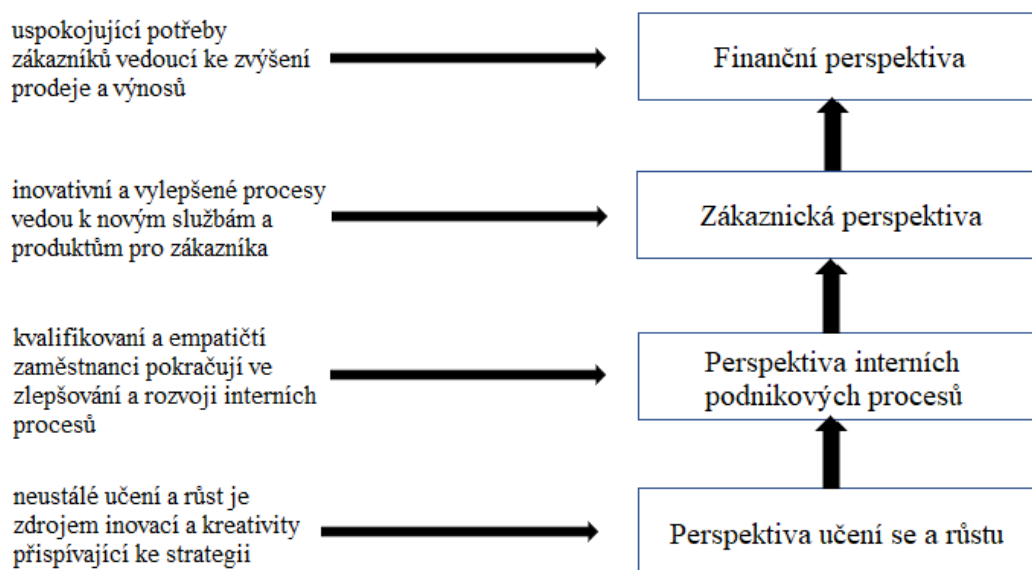 uspokojující potřeby
zákazníků vedoucí ke zvýšení
prodeje a výnosů
Finanční perspektiva
inovativní a vylepšené procesy
vedou k novým službám a
produktům pro zákazníka
Zákaznická perspektiva
kvalifikovaní a empatičtí
zaměstnanci pokračují ve
zlepšování a rozvoji interních
procesů
Perspektiva interních
podnikových procesů
neustálé učení a růst je
zdrojem inovací a kreativity
přispívající ke strategii
Perspektiva učení se a růstu